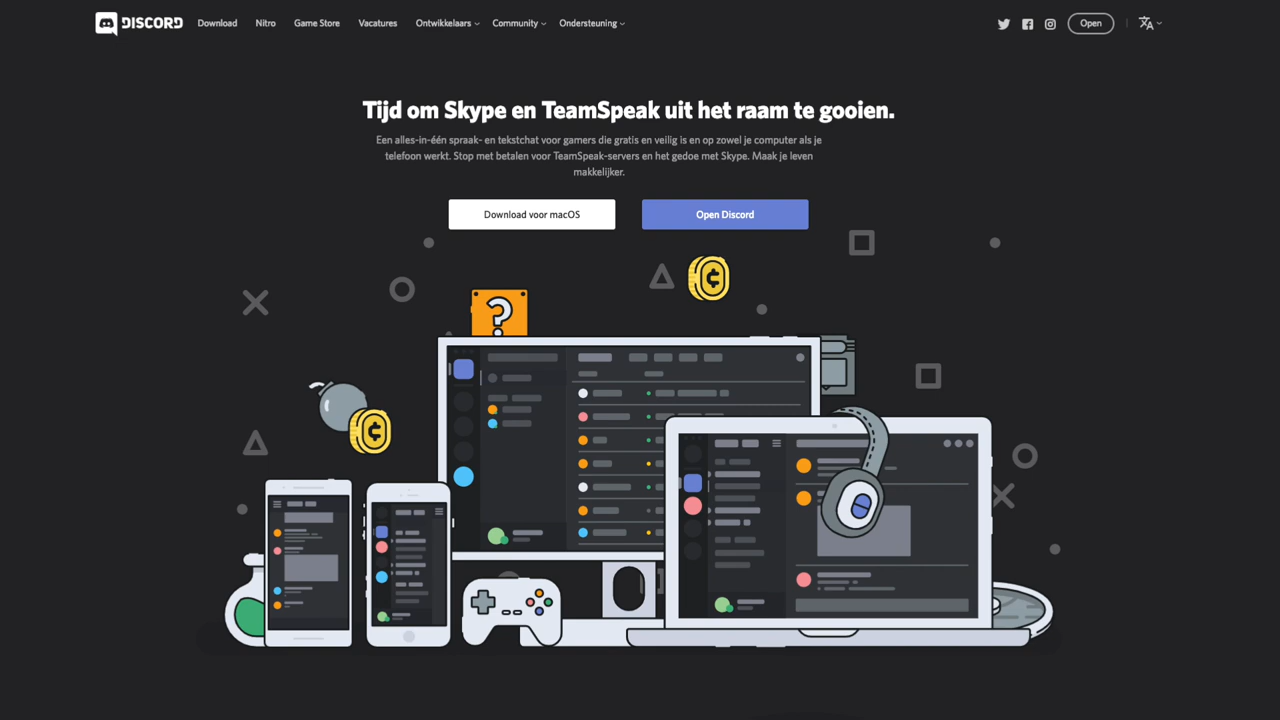 DISCORD Download Nitro Game Store Vacatures Ontwikkelaars Community Ondersteuning Open
Tijd om Skype en TeamSpeak uit het raam te gooien.
Een alles-in-één spraak- en tekstchat voor gamers die gratis en veilig is en op zowel je computer als je
telefoon werkt. Stop met betalen voor TeamSpeak-servers en het gedoe met Skype. Maak je leven
makkelijker.
Download voor macOS Open Discord
?